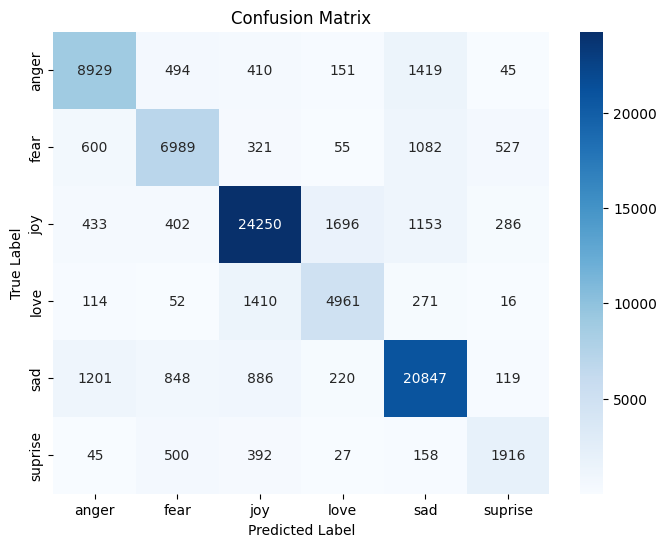 Confusion Matrix
True Label
anger 8929 494 410 151 1419 45
fear 600 6989 321 55 1082 527
joy 433 402 24250 1696 1153 286
love 114 52 1410 4961 271 16
sad 1201 848 886 220 20847 119
suprise 45 500 392 27 158 1916
anger fear joy love sad suprise
Predicted Label
20000
15000
10000
5000